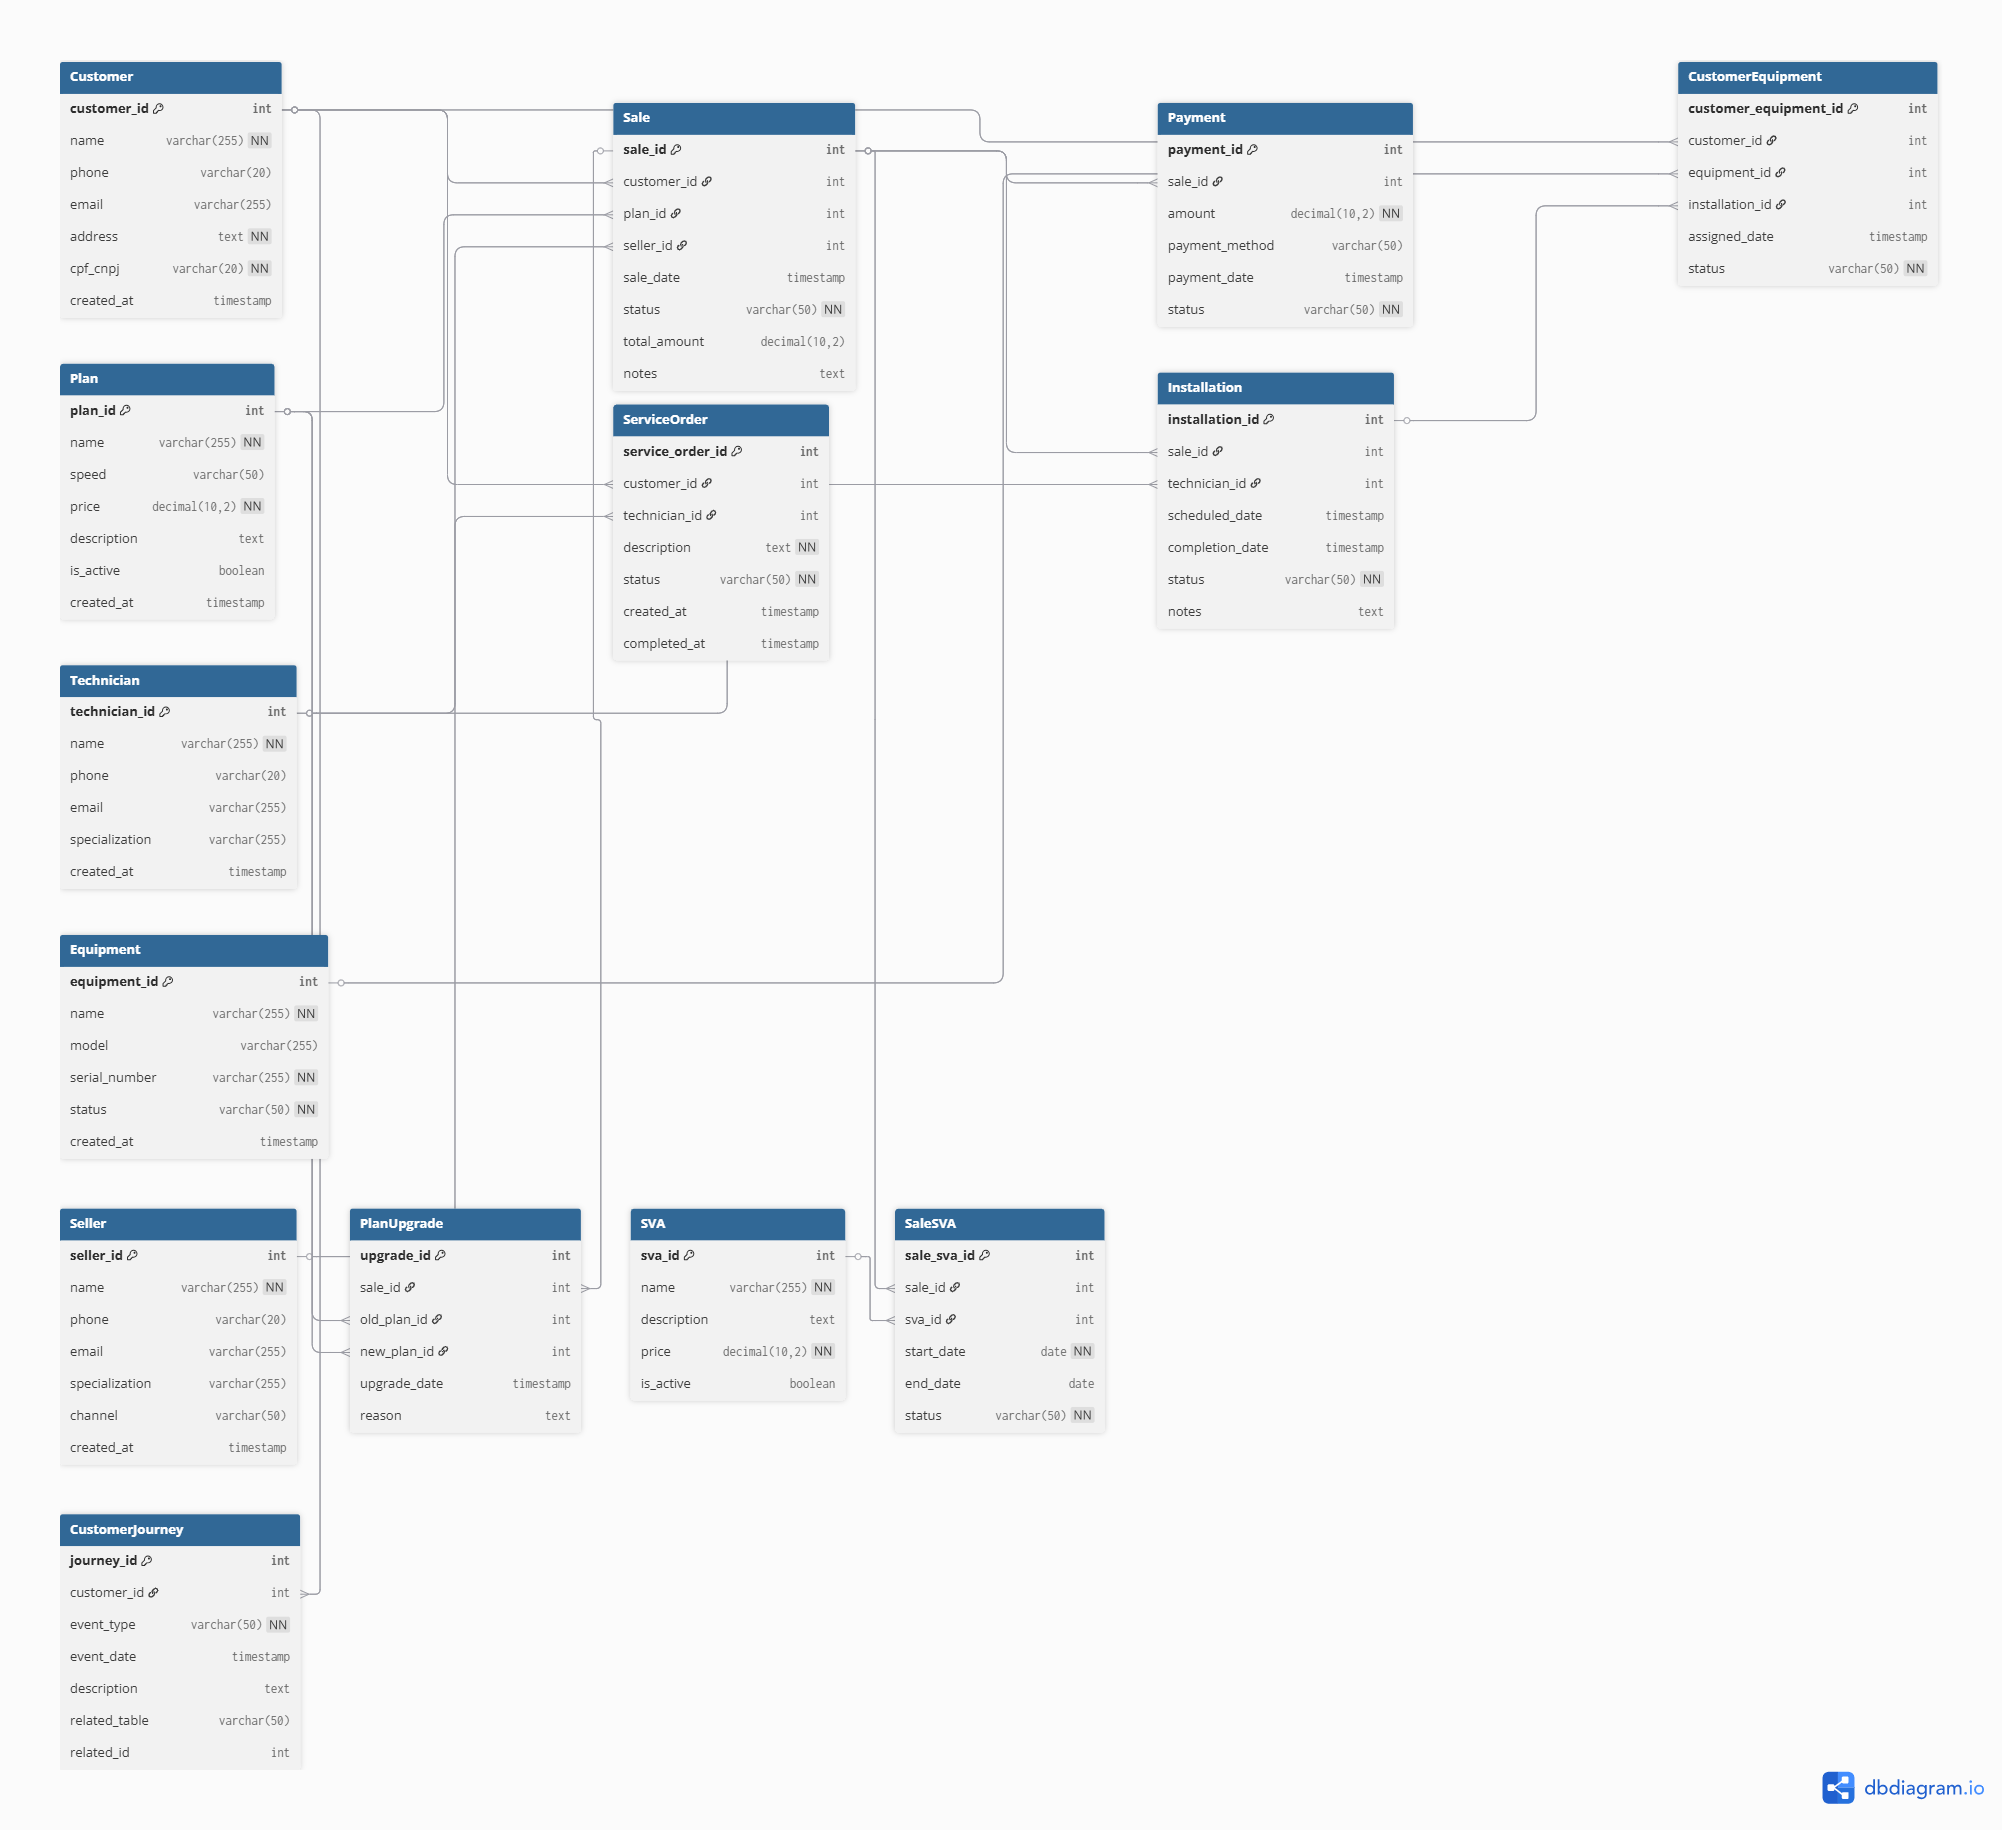 Customer
customer_id int
name varchar(255) NN
phone varchar(20)
email varchar(255)
address text NN
cpf_cnpj varchar(20) NN
created_at timestamp
Sale
sale_id int
customer_id int
plan_id int
seller_id int
sale_date timestamp
status varchar(50) NN
total_amount decimal(10,2)
notes text
Payment
payment_id int
sale_id int
amount decimal(10,2) NN
payment_method varchar(50)
payment_date timestamp
status varchar(50) NN
CustomerEquipment
customer_equipment_id int
customer_id int
equipment_id int
installation_id int
assigned_date timestamp
status varchar(50) NN
Plan
plan_id int
name varchar(255) NN
speed varchar(50)
price decimal(10,2) NN
description text
is_active boolean
created_at timestamp
ServiceOrder
service_order_id int
customer_id int
technician_id int
description text NN
status varchar(50) NN
created_at timestamp
completed_at timestamp
Installation
installation_id int
sale_id int
technician_id int
scheduled_date timestamp
completion_date timestamp
status varchar(50) NN
notes text
Technician
technician_id int
name varchar(255) NN
phone varchar(20)
email varchar(255)
specialization varchar(255)
created_at timestamp
Equipment
equipment_id int
name varchar(255) NN
model varchar(255)
serial_number varchar(255) NN
status varchar(50) NN
created_at timestamp
Seller
seller_id int
name varchar(255) NN
phone varchar(20)
email varchar(255)
specialization varchar(255)
channel varchar(50)
created_at timestamp
PlanUpgrade
upgrade_id int
sale_id int
old_plan_id int
new_plan_id int
upgrade_date timestamp
reason text
SVA
sva_id int
name varchar(255) NN
description text
price decimal(10,2) NN
is_active boolean
SaleSVA
sale_sva_id int
sale_id int
sva_id int
start_date date NN
end_date date
status varchar(50) NN
CustomerJourney
journey_id int
customer_id int
event_type varchar(50) NN
event_date timestamp
description text
related_table varchar(50)
related_id int
dbdiagram.io